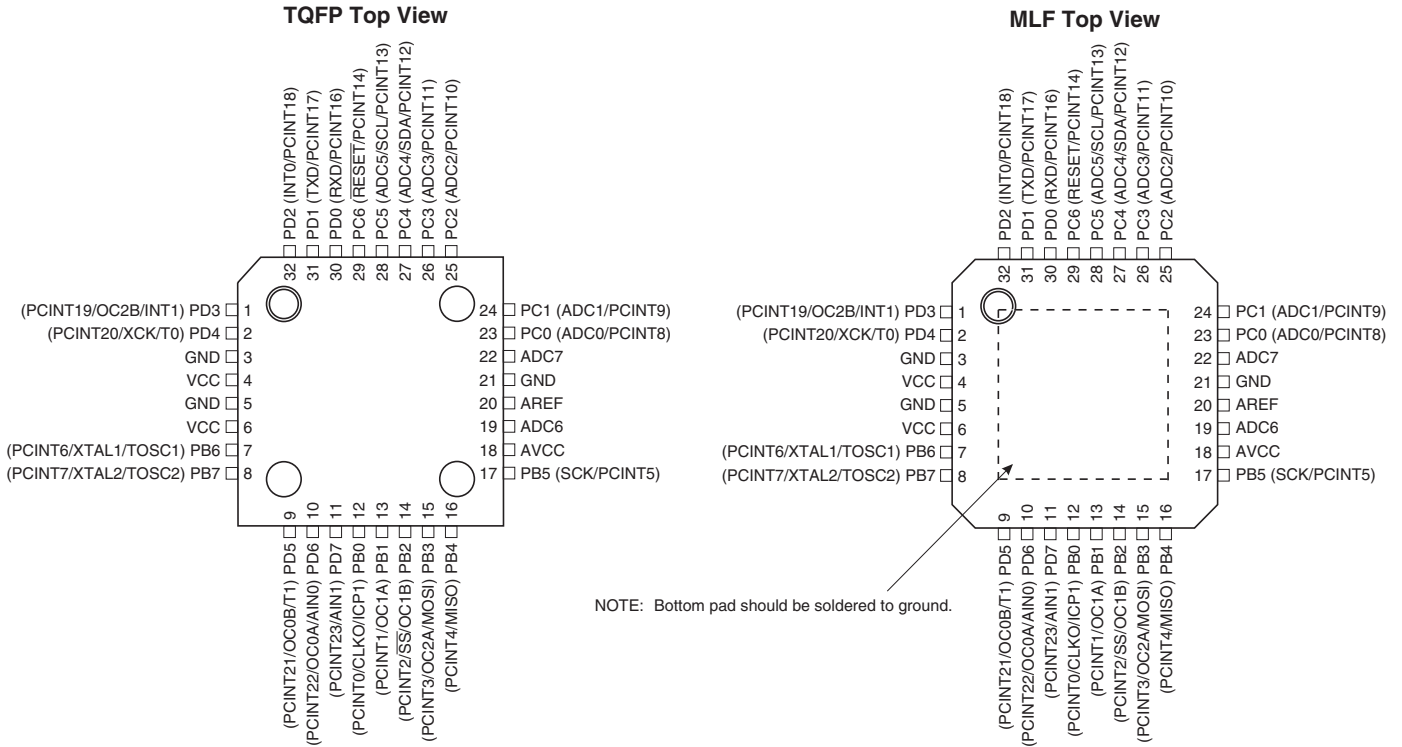 TQFP Top View
PD2 (INT0/PCINT18)
PD1 (TXD/PCINT17)
PD0 (RXD/PCINT16)
PC6 (RESET/PCINT14)
PC5 (ADC5/SCL/PCINT13)
PC4 (ADC4/SDA/PCINT12)
PC3 (ADC3/PCINT11)
PC2 (ADC2/PCINT10)
32
31
30
29
28
27
26
25
(PCINT19/OC2B/INT1) PD3 1
(PCINT20/XCK/T0) PD4 2
GND 3
VCC 4
GND 5
VCC 6
(PCINT6/XTAL1/TOSC1) PB6 7
(PCINT7/XTAL2/TOSC2) PB7 8
24 PC1 (ADC1/PCINT9)
23 PC0 (ADC0/PCINT8)
22 ADC7
21 GND
20 AREF
19 ADC6
18 AVCC
17 PB5 (SCK/PCINT5)
9
10
11
12
13
14
15
16
(PCINT21/OC0B/T1) PD5
(PCINT22/OC0A/AIN0) PD6
(PCINT23/AIN1) PD7
(PCINT0/CLKO/ICP1) PB0
(PCINT1/OC1A) PB1
(PCINT2/SS/OC1B) PB2
(PCINT3/OC2A/MOSI) PB3
(PCINT4/MISO) PB4
MLF Top View
PD2 (INT0/PCINT18)
PD1 (TXD/PCINT17)
PD0 (RXD/PCINT16)
PC6 (RESET/PCINT14)
PC5 (ADC5/SCL/PCINT13)
PC4 (ADC4/SDA/PCINT12)
PC3 (ADC3/PCINT11)
PC2 (ADC2/PCINT10)
32
31
30
29
28
27
26
25
(PCINT19/OC2B/INT1) PD3 1
(PCINT20/XCK/T0) PD4 2
GND 3
VCC 4
GND 5
VCC 6
(PCINT6/XTAL1/TOSC1) PB6 7
(PCINT7/XTAL2/TOSC2) PB7 8
24 PC1 (ADC1/PCINT9)
23 PC0 (ADC0/PCINT8)
22 ADC7
21 GND
20 AREF
19 ADC6
18 AVCC
17 PB5 (SCK/PCINT5)
9
10
11
12
13
14
15
16
(PCINT21/OC0B/T1) PD5
(PCINT22/OC0A/AIN0) PD6
(PCINT23/AIN1) PD7
(PCINT0/CLKO/ICP1) PB0
(PCINT1/OC1A) PB1
(PCINT2/SS/OC1B) PB2
(PCINT3/OC2A/MOSI) PB3
(PCINT4/MISO) PB4
NOTE: Bottom pad should be soldered to ground.